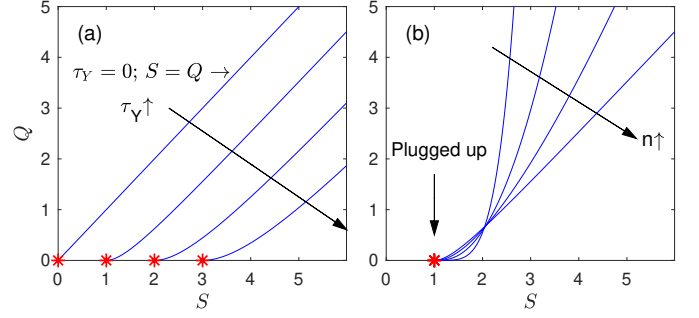 (a)
τ_Y = 0; S = Q →
τ_Y↑
Q
5
4
3
2
1
0
0 1 2 3 4 5
S
(b)
Plugged up
n↑
5
4
3
2
1
0
0 1 2 3 4 5
S